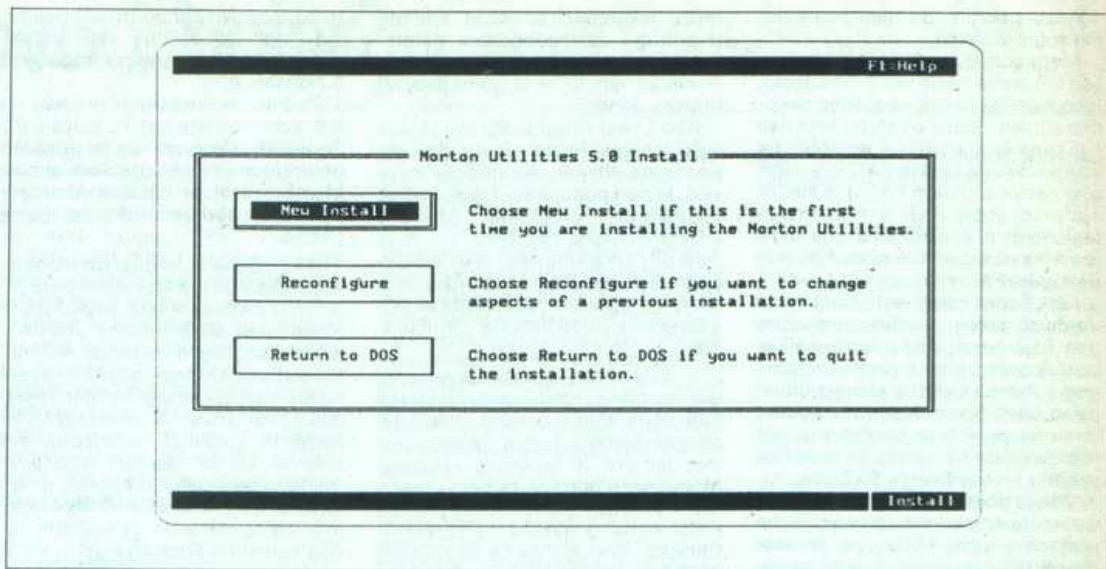 F1=Help
Norton Utilities 5.0 Install
New Install
Choose New Install if this is the first
time you are installing the Norton Utilities.
Reconfigure
Choose Reconfigure if you want to change
aspects of a previous installation.
Return to DOS
Choose Return to DOS if you want to quit
the installation.
Install